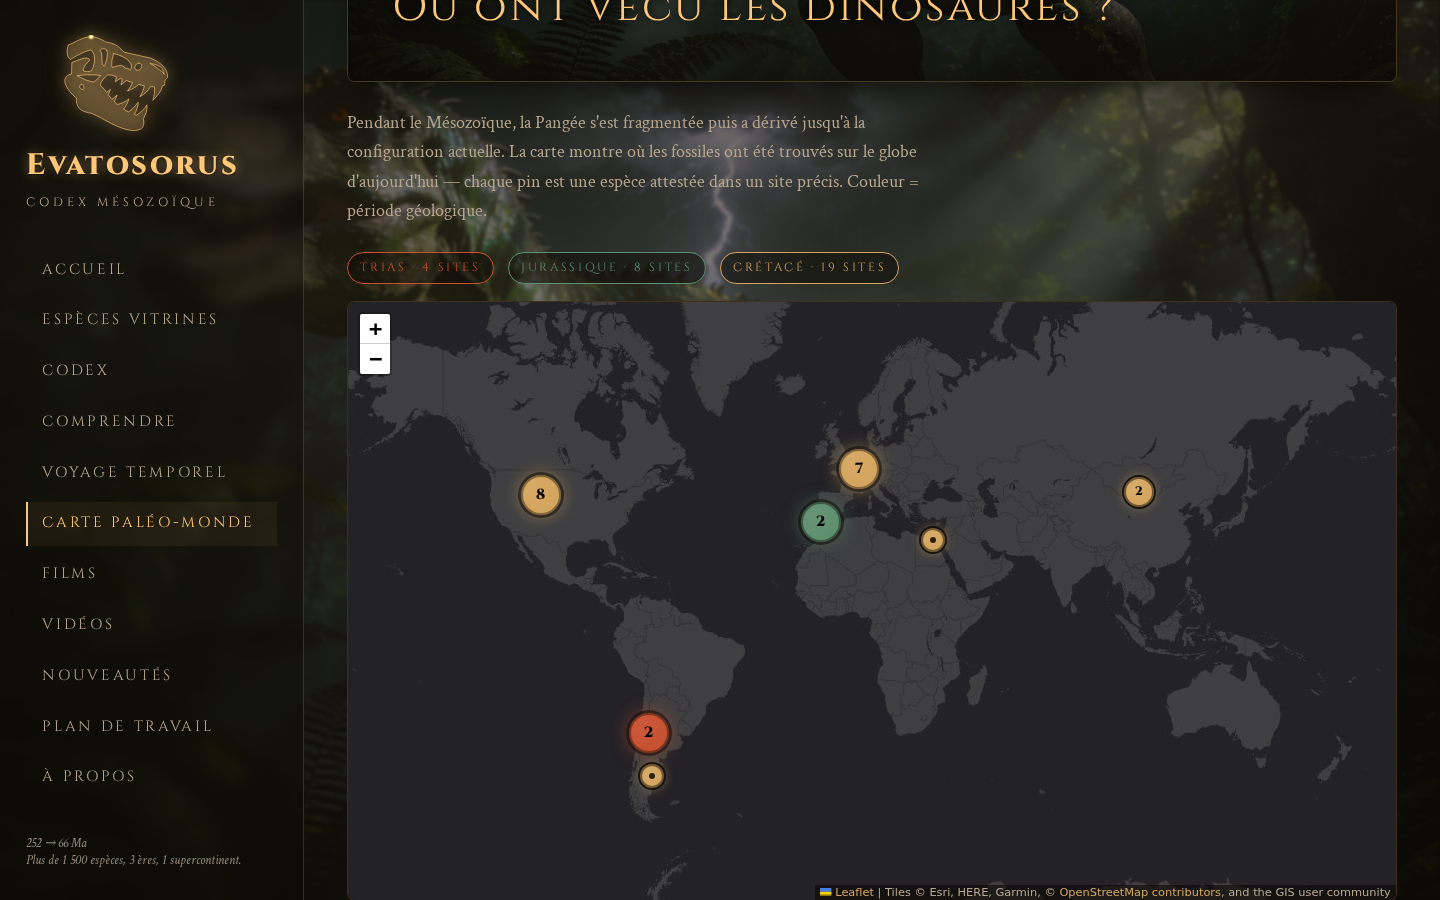 EVATOSORUS
CODEX MÉSOZOÏQUE
ACCUEIL
ESPÈCES VITRINES
CODEX
COMPRENDRE
VOYAGE TEMPOREL
CARTE PALÉO-MONDE
FILMS
VIDÉOS
NOUVEAUTÉS
PLAN DE TRAVAIL
À PROPOS
252 → 66 Ma
Plus de 1 500 espèces, 3 ères, 1 supercontinent.
OÙ ONT VÉCU LES DINOSAURES ?
Pendant le Mésozoïque, la Pangée s'est fragmentée puis a dérivé jusqu'à la
configuration actuelle. La carte montre où les fossiles ont été trouvés sur le globe
d'aujourd'hui — chaque pin est une espèce attestée dans un site précis. Couleur =
période géologique.
TRIAS · 4 SITES
JURASSIQUE · 8 SITES
CRÉTACÉ · 19 SITES
+
−
7
8
2
2
2
Leaflet | Tiles © Esri, HERE, Garmin, © OpenStreetMap contributors, and the GIS user community